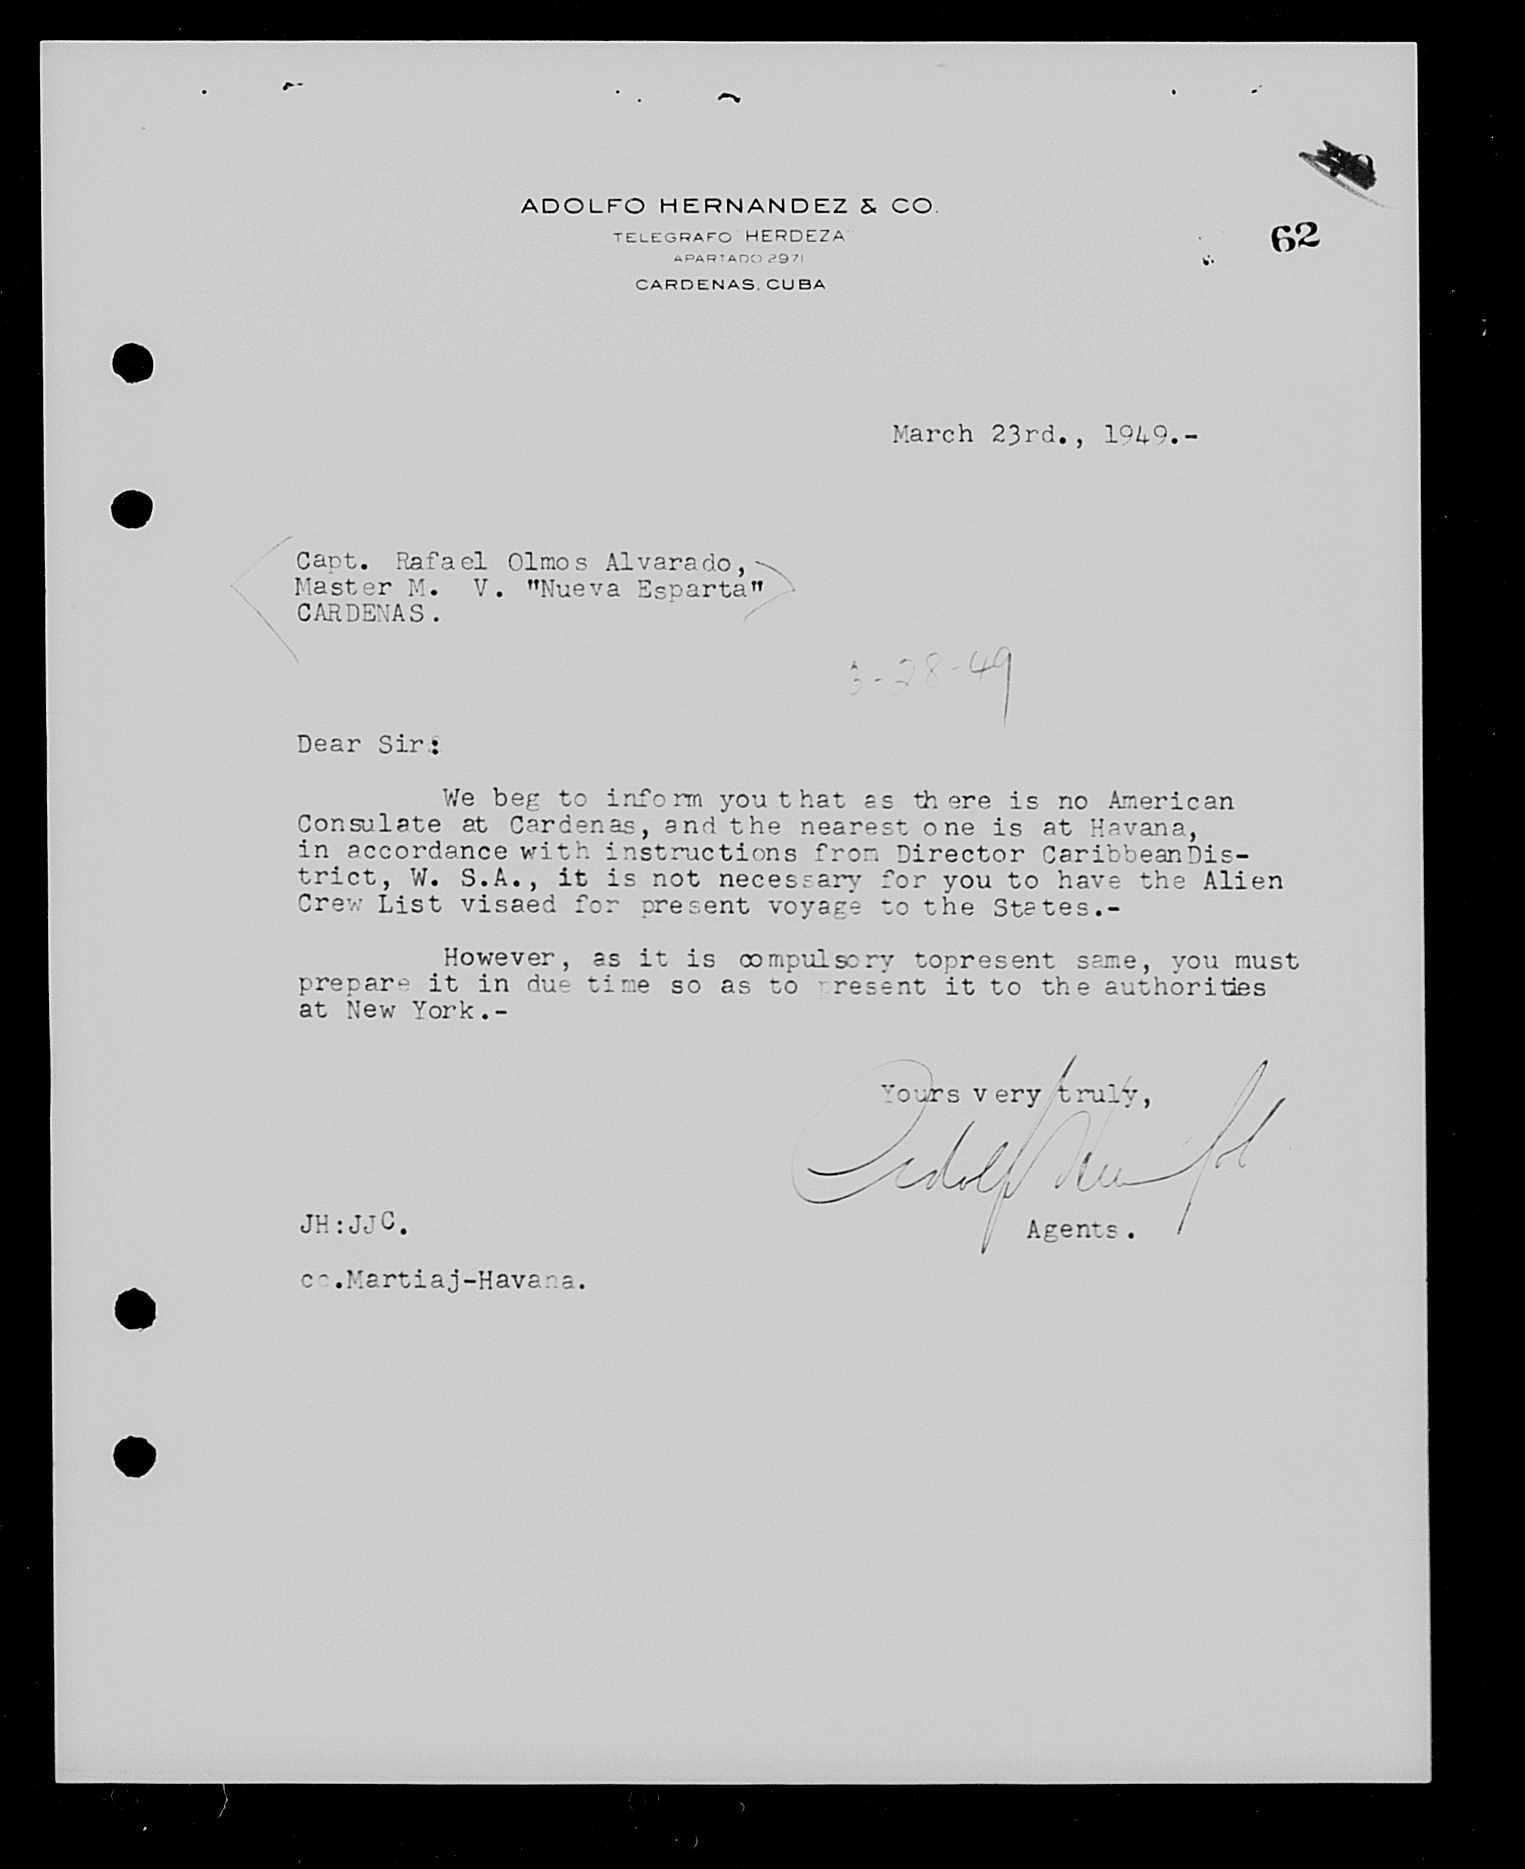 ADOLFO HERNANDEZ & CO.
TELEGRAFO "HERDEZA"
APARTADO 2971
CARDENAS, CUBA
62
March 23rd., 1949.-
Capt. Rafael Olmos Alvarado,
Master M. V. "Nueva Esparta"
CARDENAS.
3-28-49
Dear Sir:
We beg to inform you that as there is no American
Consulate at Cardenas, and the nearest one is at Havana,
in accordance with instructions from Director CaribbeanDis-
trict, W. S.A., it is not necessary for you to have the Alien
Crew List visaed for present voyage to the States.-
However, as it is compulsory topresent same, you must
prepare it in due time so as to present it to the authorities
at New York.-
Yours very truly,
Agents.
JH:JJC.
cc.Martiaj-Havana.